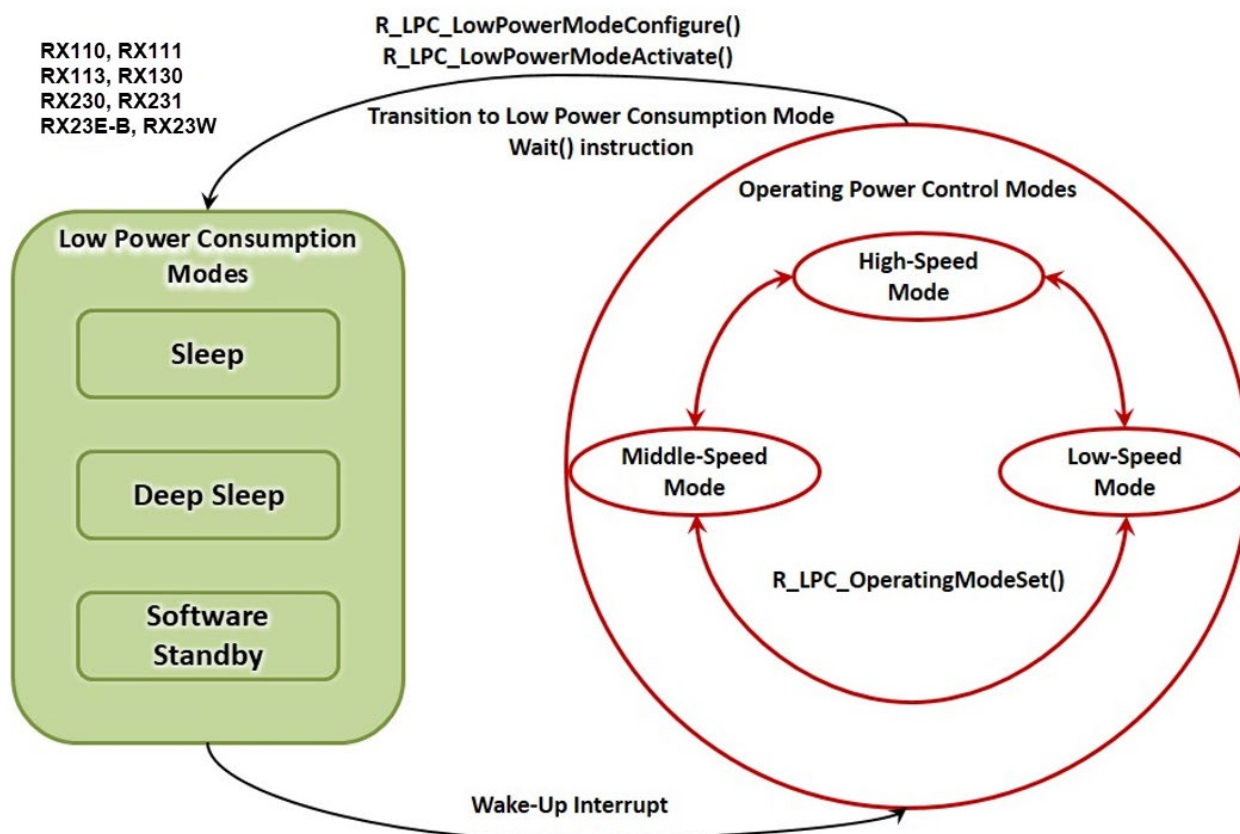 R_LPC_LowPowerModeConfigure()
R_LPC_LowPowerModeActivate()
RX110, RX111
RX113, RX130
RX230, RX231
RX23E-B, RX23W
Transition to Low Power Consumption Mode
Wait() instruction
Low Power Consumption
Modes
Sleep
Deep Sleep
Software
Standby
Operating Power Control Modes
High-Speed
Mode
Middle-Speed
Mode
Low-Speed
Mode
R_LPC_OperatingModeSet()
Wake-Up Interrupt